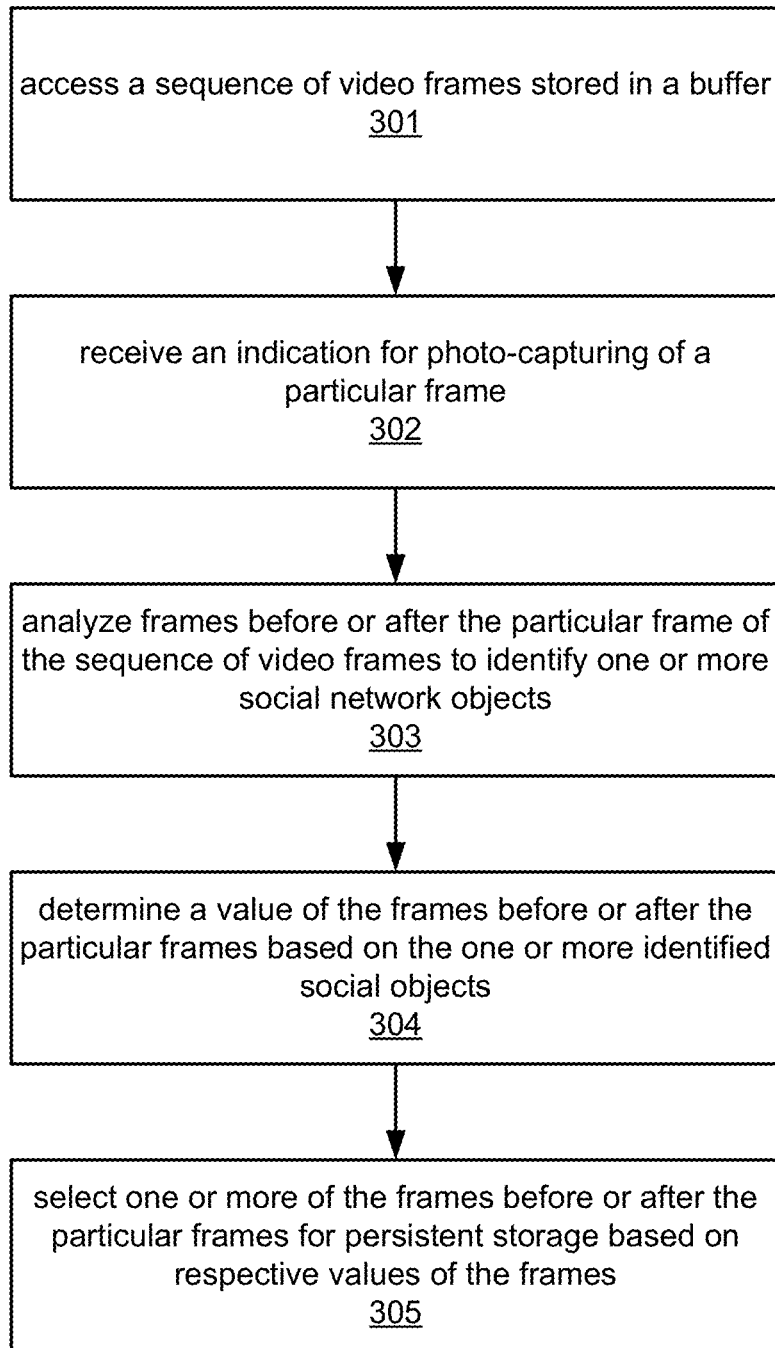 access a sequence of video frames stored in a buffer
301
receive an indication for photo-capturing of a
particular frame
302
analyze frames before or after the particular frame of
the sequence of video frames to identify one or more
social network objects
303
determine a value of the frames before or after the
particular frames based on the one or more identified
social objects
304
select one or more of the frames before or after the
particular frames for persistent storage based on
respective values of the frames
305